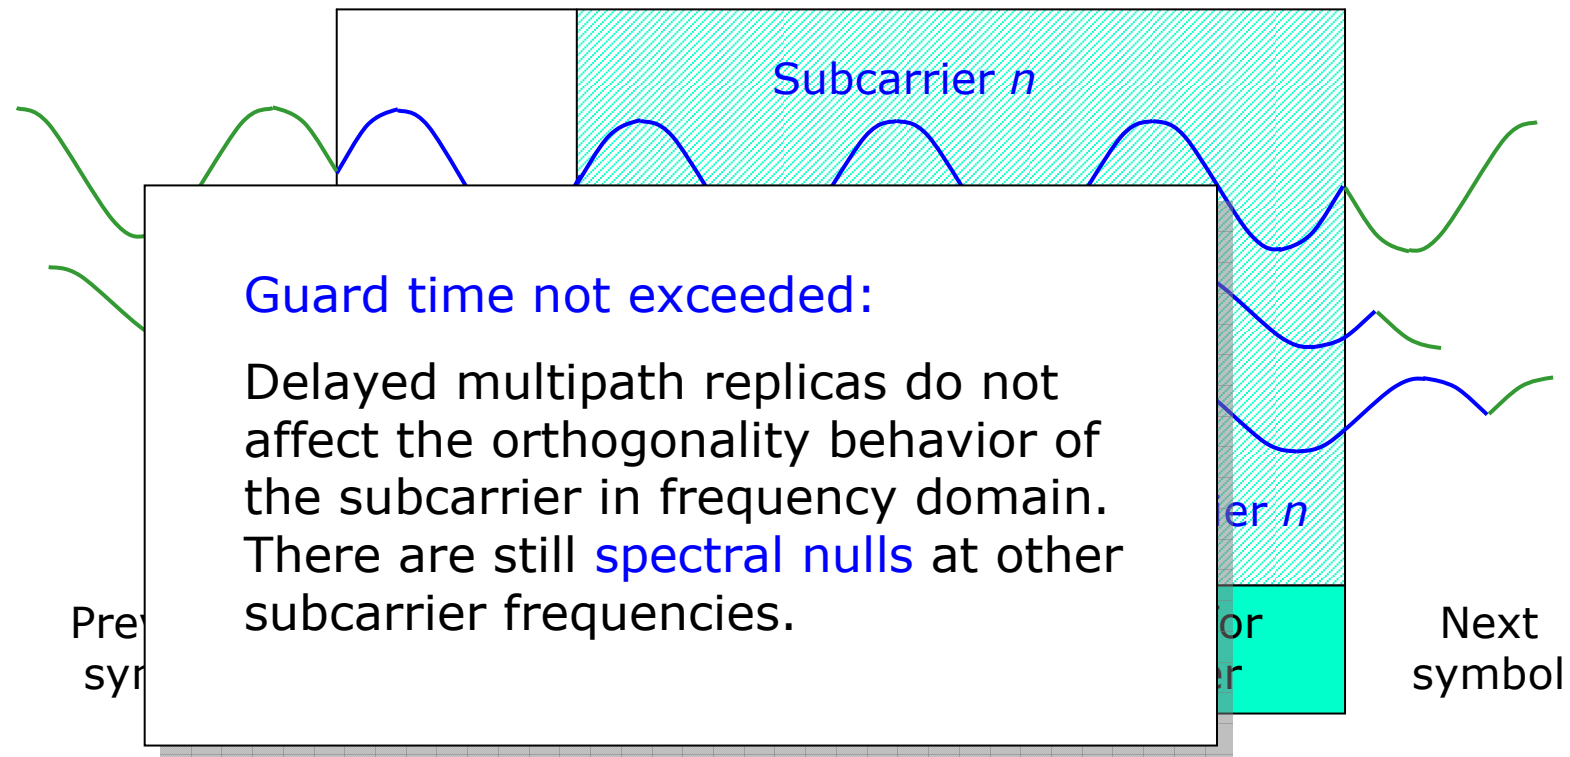 Subcarrier n
Guard time not exceeded:
Delayed multipath replicas do not
affect the orthogonality behavior of
the subcarrier in frequency domain.
There are still spectral nulls at other
subcarrier frequencies.
n
Next
symbol